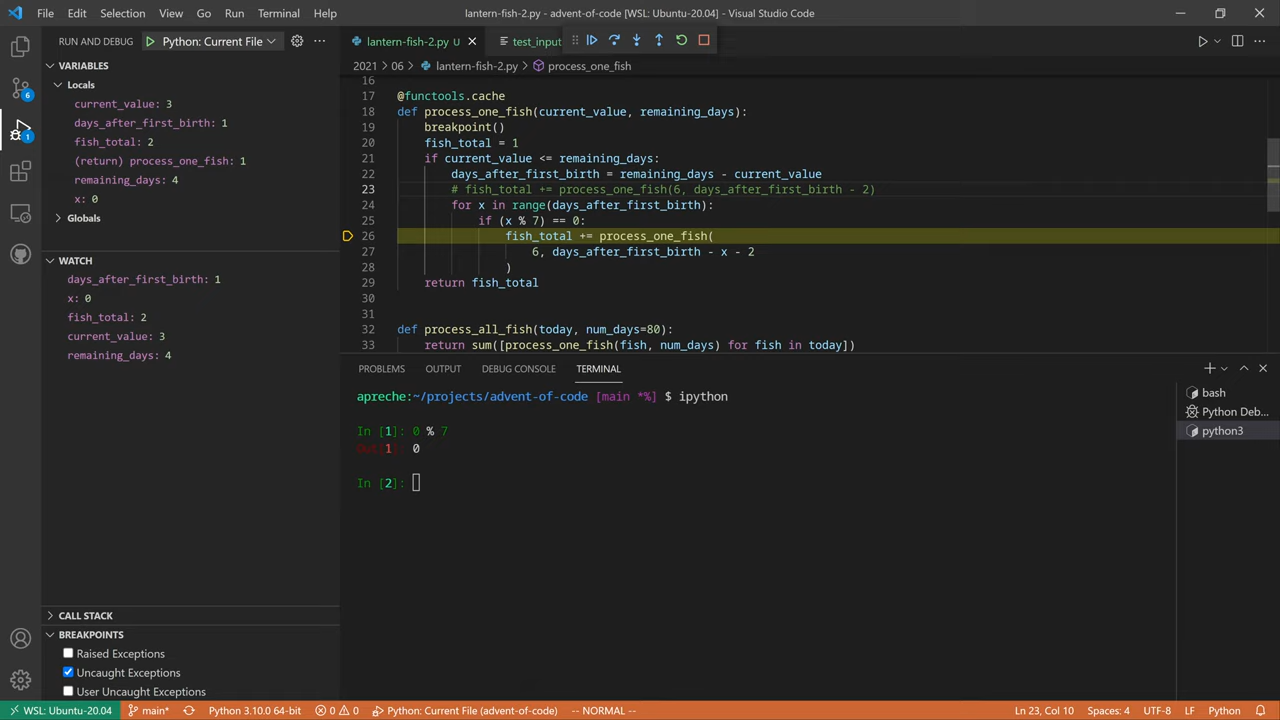 File Edit Selection View Go Run Terminal Help
lantern-fish-2.py - advent-of-code [WSL: Ubuntu-20.04] - Visual Studio Code
RUN AND DEBUG Python: Current File
lantern-fish-2.py U
test_input
2021 > 06 > lantern-fish-2.py > process_one_fish
VARIABLES
Locals
current_value: 3
days_after_first_birth: 1
fish_total: 2
(return) process_one_fish: 1
remaining_days: 4
x: 0
Globals
WATCH
days_after_first_birth: 1
x: 0
fish_total: 2
current_value: 3
remaining_days: 4
CALL STACK
BREAKPOINTS
Raised Exceptions
Uncaught Exceptions
User Uncaught Exceptions
6
1
16
17 @functools.cache
18 def process_one_fish(current_value, remaining_days):
19 breakpoint()
20 fish_total = 1
21 if current_value <= remaining_days:
22 days_after_first_birth = remaining_days - current_value
23 # fish_total += process_one_fish(6, days_after_first_birth - 2)
24 for x in range(days_after_first_birth):
25 if (x % 7) == 0:
26 fish_total += process_one_fish(
27 6, days_after_first_birth - x - 2
28 )
29 return fish_total
30
31
32 def process_all_fish(today, num_days=80):
33 return sum([process_one_fish(fish, num_days) for fish in today])
PROBLEMS OUTPUT DEBUG CONSOLE TERMINAL
apreche:~/projects/advent-of-code [main *%] $ ipython
In [1]: 0 % 7
Out[1]: 0
In [2]:
bash
Python Deb...
python3
WSL: Ubuntu-20.04 main* Python 3.10.0 64-bit 0 0 Python: Current File (advent-of-code) -- NORMAL -- Ln 23, Col 10 Spaces: 4 UTF-8 LF Python